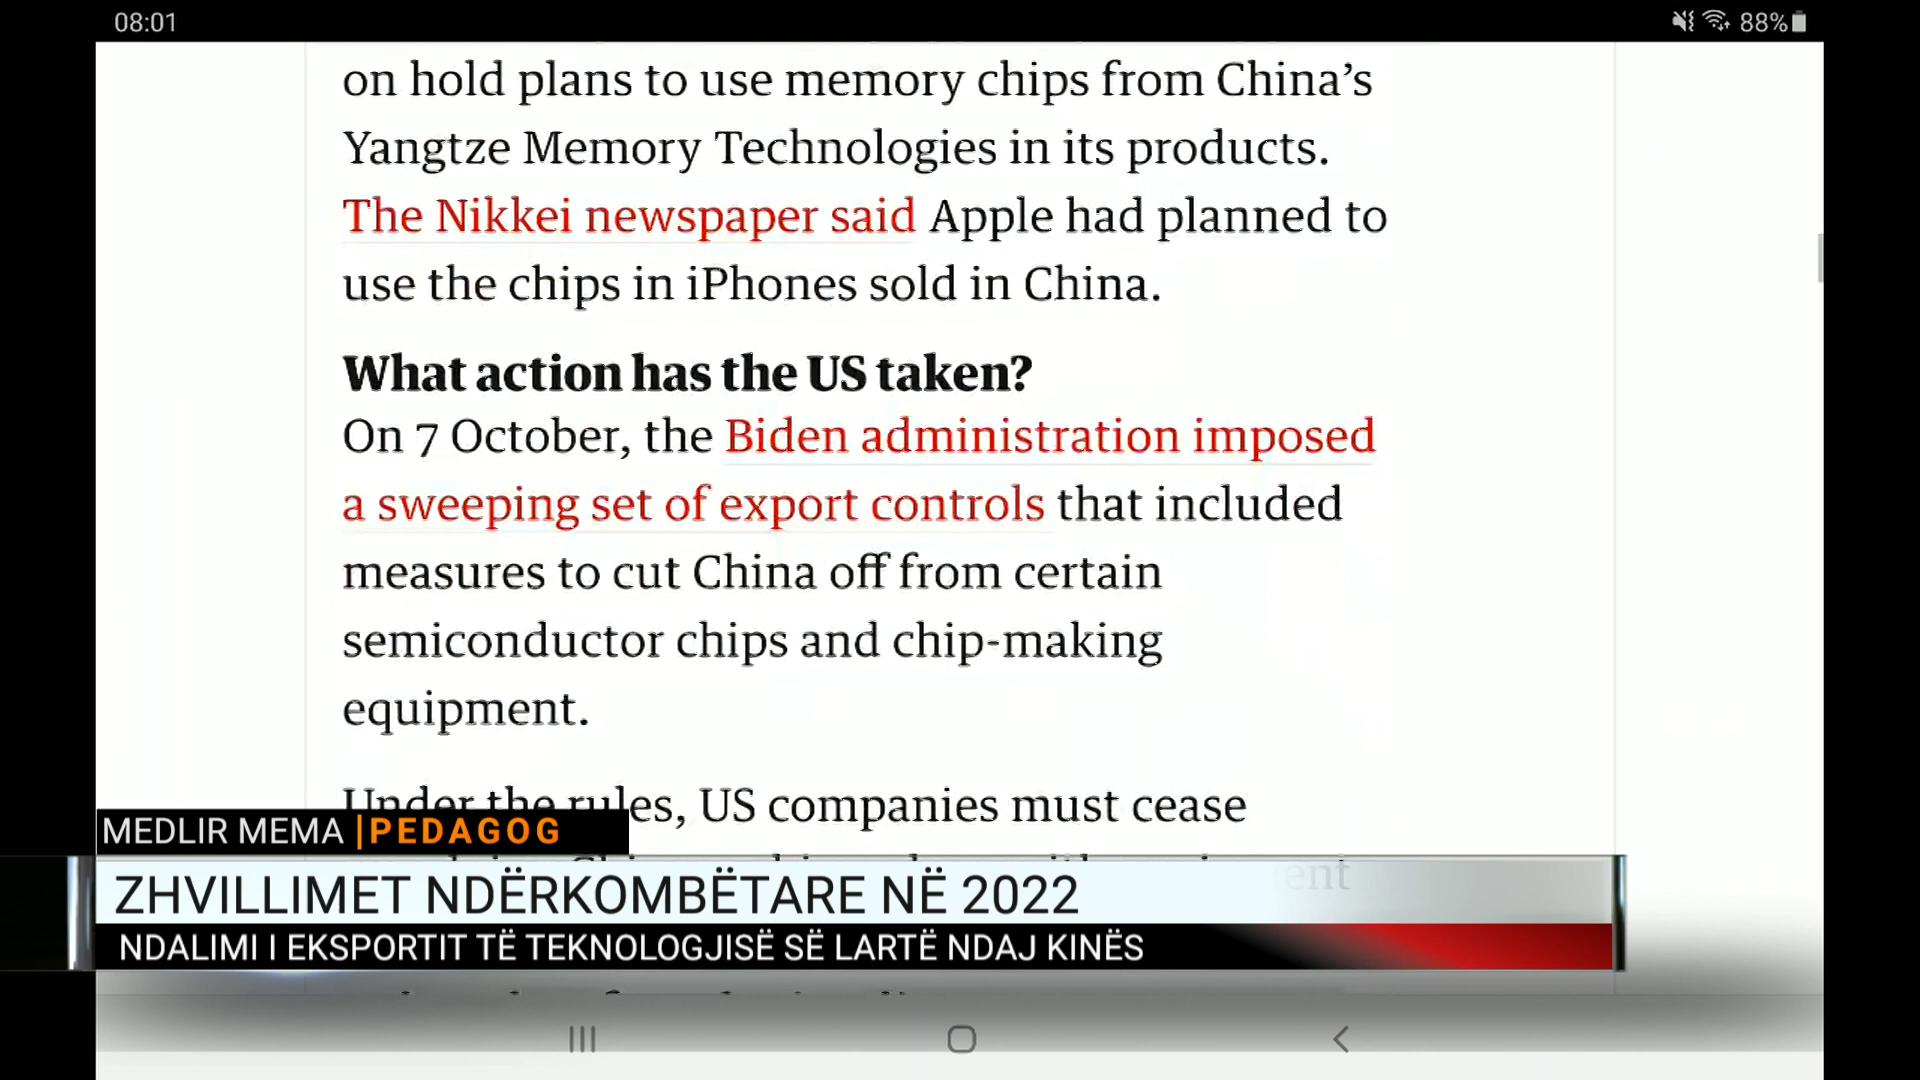 08:01
88%
on hold plans to use memory chips from China's
Yangtze Memory Technologies in its products.
The Nikkei newspaper said Apple had planned to
use the chips in iPhones sold in China.
What action has the US taken?
On 7 October, the Biden administration imposed
a sweeping set of export controls that included
measures to cut China off from certain
semiconductor chips and chip-making
equipment.
Under the rules, US companies must cease
MEDLIR MEMA | PEDAGOG
ZHVILLIMET NDËRKOMBËTARE NË 2022
NDALIMI I EKSPORTIT TË TEKNOLOGJISË SË LARTË NDAJ KINËS